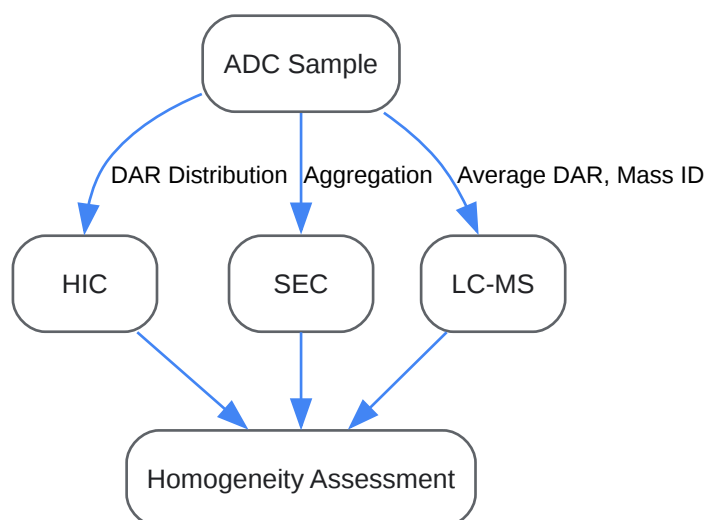 ADC Sample
DAR Distribution
Aggregation
Average DAR, Mass ID
HIC
SEC
LC-MS
Homogeneity Assessment